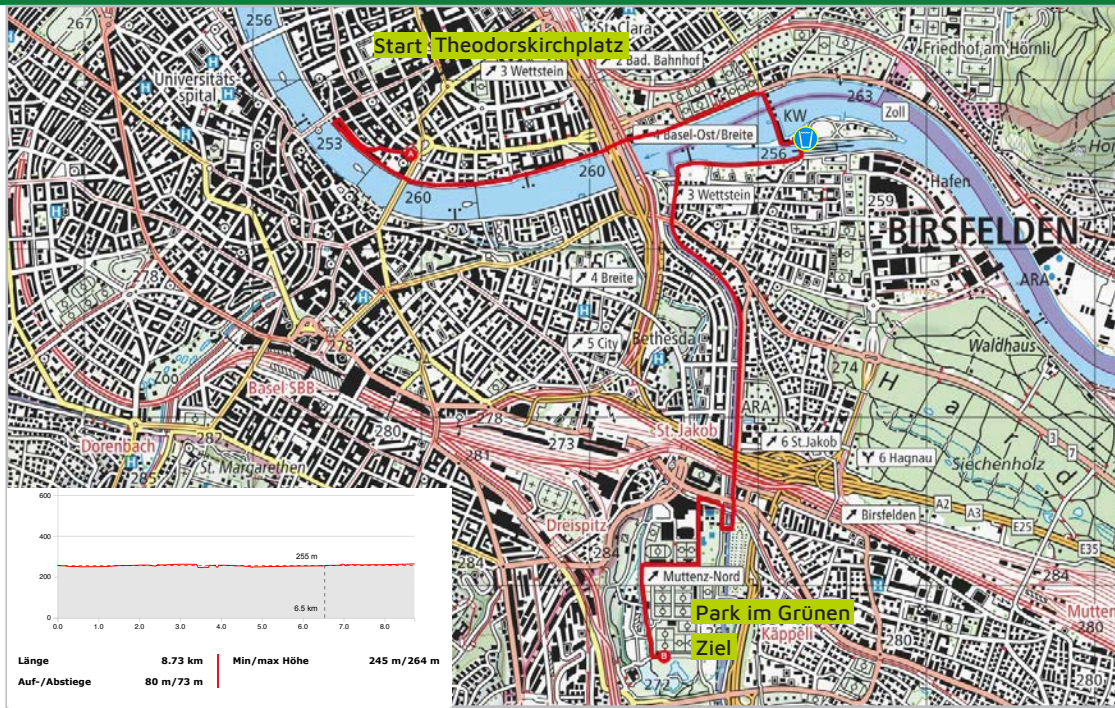 267
256
256
Start Theodorskirchplatz
Clara
2 Bad. Bahnhof
3 Wettstein
Friedhof am Hörnli
Universitäts-
spital
H
H
H
263
KW
Zoll
253
A
Basel-Ost/Breite
256
260
260
3 Wettstein
Hafen
259
BIRSFELDEN
ARA
278
4 Breite
H
H
278
5 City
Bethesda
H
Waldhaus
274
Zoo
Basel SBB
ARA
H
a
r
d
278
280
273
St. Jakob
3
7
Dorenbach
282
281
6 St.Jakob
6 Hagnau
Siechenholz
H
285
St. Margarethen
A2
A3
E25
E35
Birsfelden
Dreispitz
284
284
Muttenz-Nord
284
H
Park im Grünen
Ziel
Käppeli
280
280
280
B
272
600
400
200
0
255 m
6.5 km
0.0 1.0 2.0 3.0 4.0 5.0 6.0 7.0 8.0
Länge 8.73 km Min/max Höhe 245 m/264 m
Auf-/Abstiege 80 m/73 m